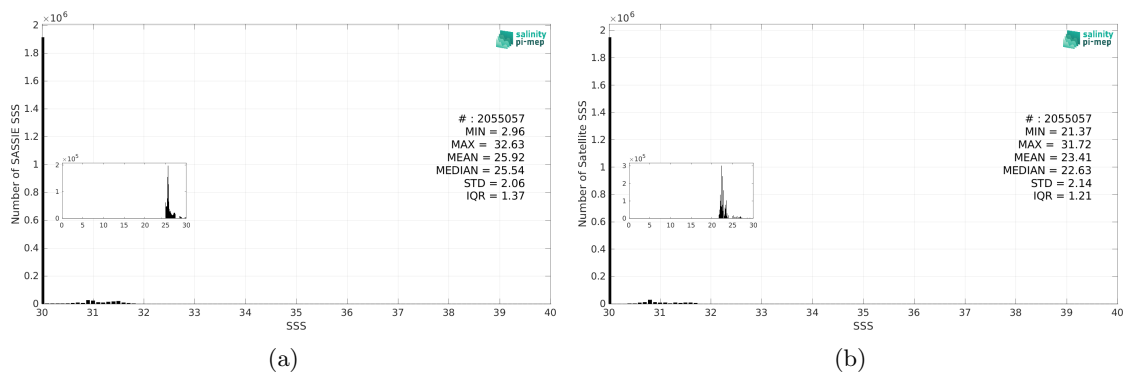 ×10⁶
2
1.8
1.6
1.4
1.2
1
0.8
0.6
0.4
0.2
0
Number of SASSIE SSS
salinity
pi-mep
# : 2055057
MIN = 2.96
MAX = 32.63
MEAN = 25.92
MEDIAN = 25.54
STD = 2.06
IQR = 1.37
×10⁵
2
1
0
0 5 10 15 20 25 30
30 31 32 33 34 35 36 37 38 39 40
SSS
(a)
×10⁶
2
1.8
1.6
1.4
1.2
1
0.8
0.6
0.4
0.2
0
Number of Satellite SSS
salinity
pi-mep
# : 2055057
MIN = 21.37
MAX = 31.72
MEAN = 23.41
MEDIAN = 22.63
STD = 2.14
IQR = 1.21
×10⁵
3
2
1
0
0 5 10 15 20 25 30
30 31 32 33 34 35 36 37 38 39 40
SSS
(b)